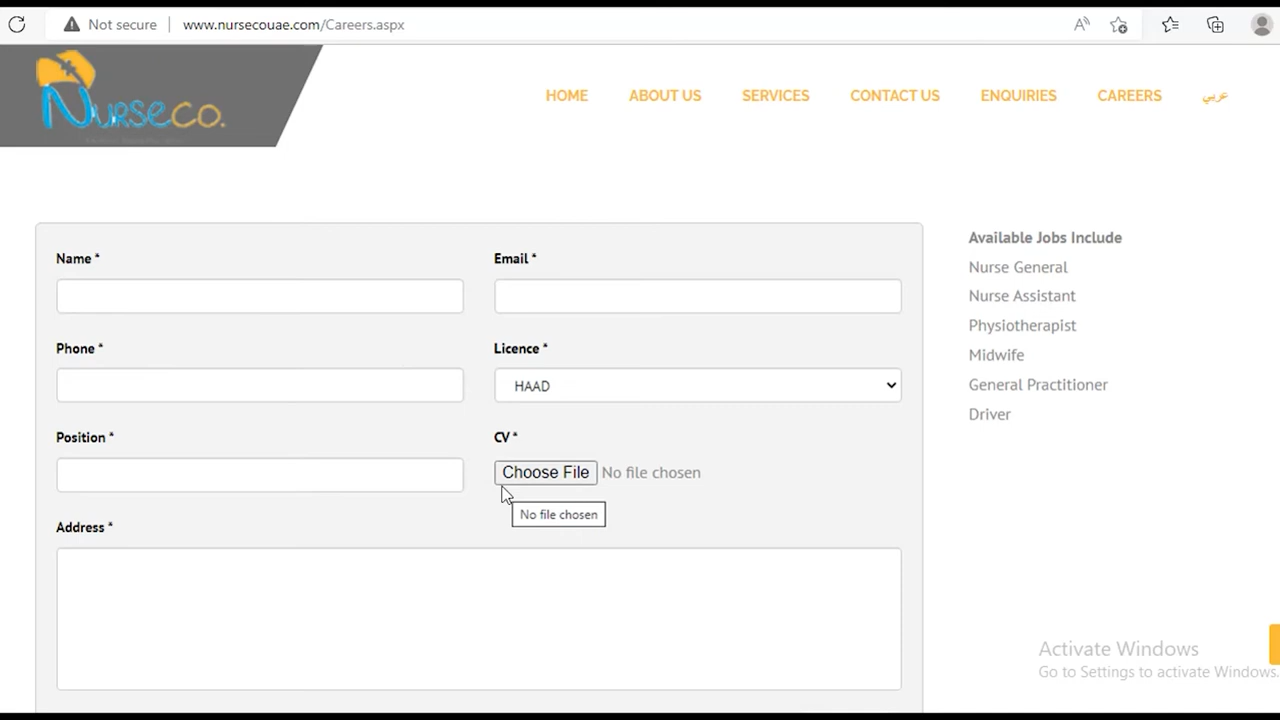 Not secure www.nursecouae.com/Careers.aspx
Nurseco.
HOME ABOUT US SERVICES CONTACT US ENQUIRIES CAREERS عربي
Name *
Email *
Phone *
Licence *
HAAD
Position *
CV *
Choose File No file chosen
No file chosen
Address *
Available Jobs Include
Nurse General
Nurse Assistant
Physiotherapist
Midwife
General Practitioner
Driver
Activate Windows
Go to Settings to activate Windows.